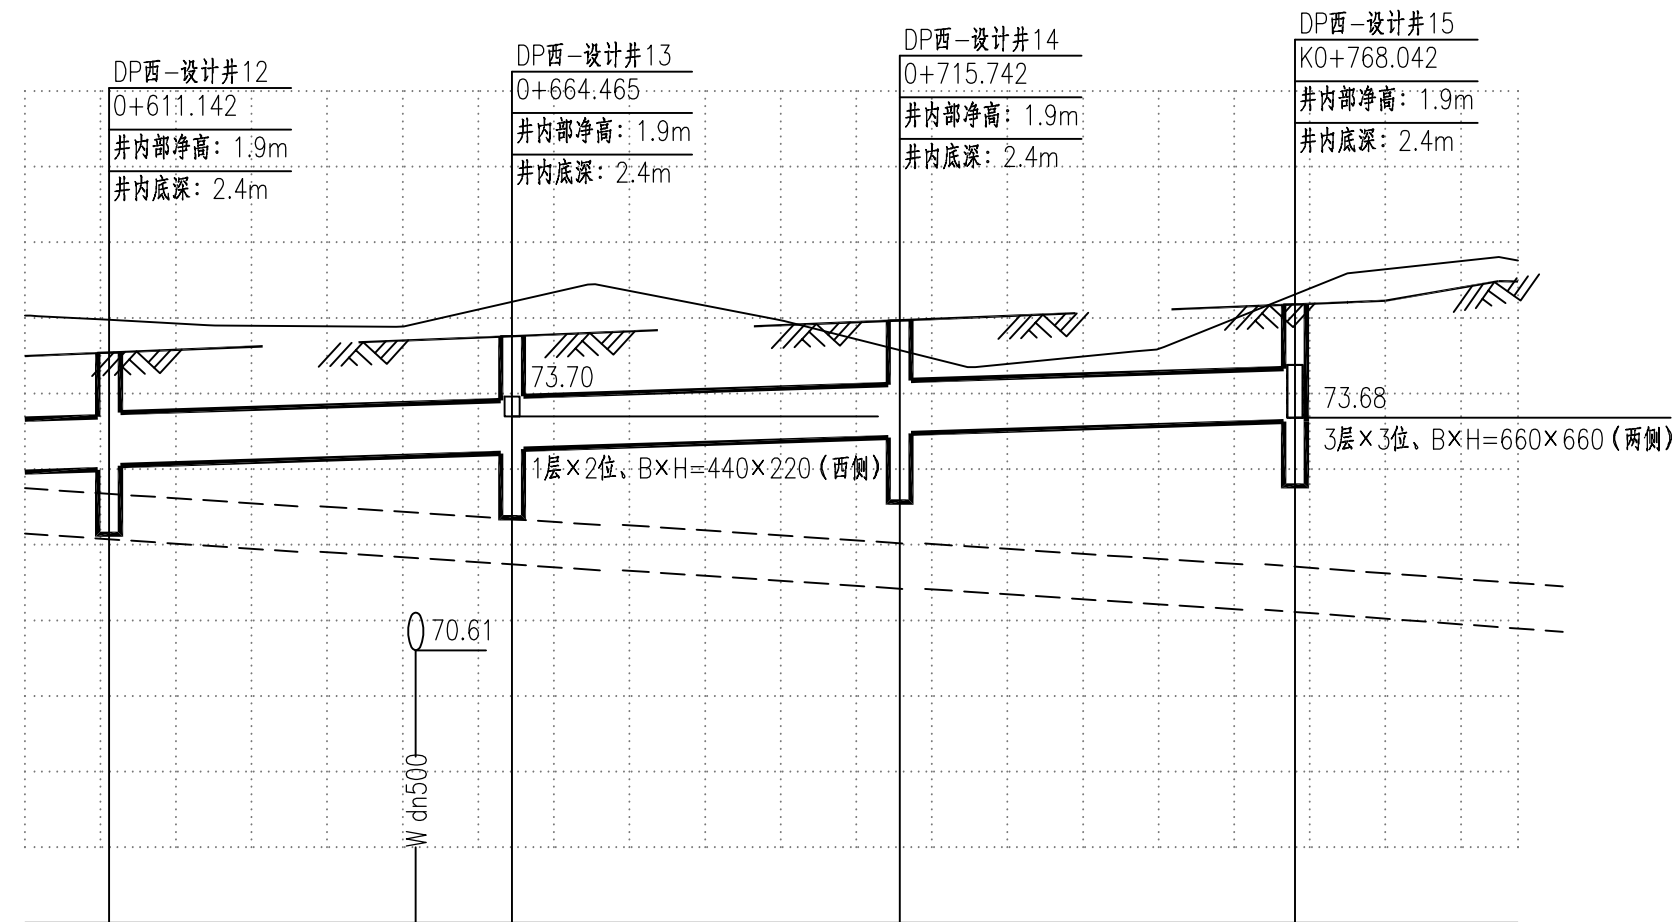 DP西-设计井12
0+611.142
井内部净高：1.9m
井内底深：2.4m
DP西-设计井13
0+664.465
井内部净高：1.9m
井内底深：2.4m
DP西-设计井14
0+715.742
井内部净高：1.9m
井内底深：2.4m
DP西-设计井15
K0+768.042
井内部净高：1.9m
井内底深：2.4m
73.70
1层×2位、B×H=440×220（西侧）
73.68
3层×3位、B×H=660×660（两侧）
70.61
W dn500